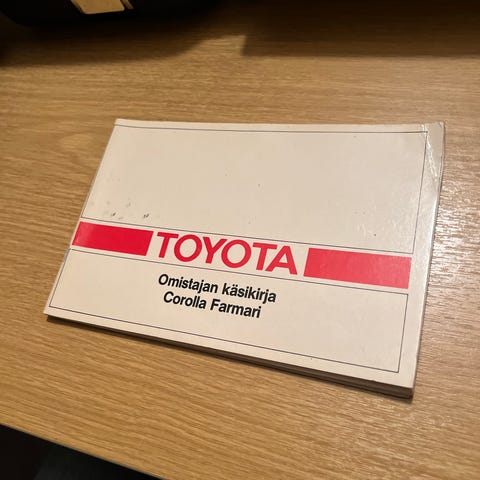 TOYOTA
Omistajan käsikirja
Corolla Farmari